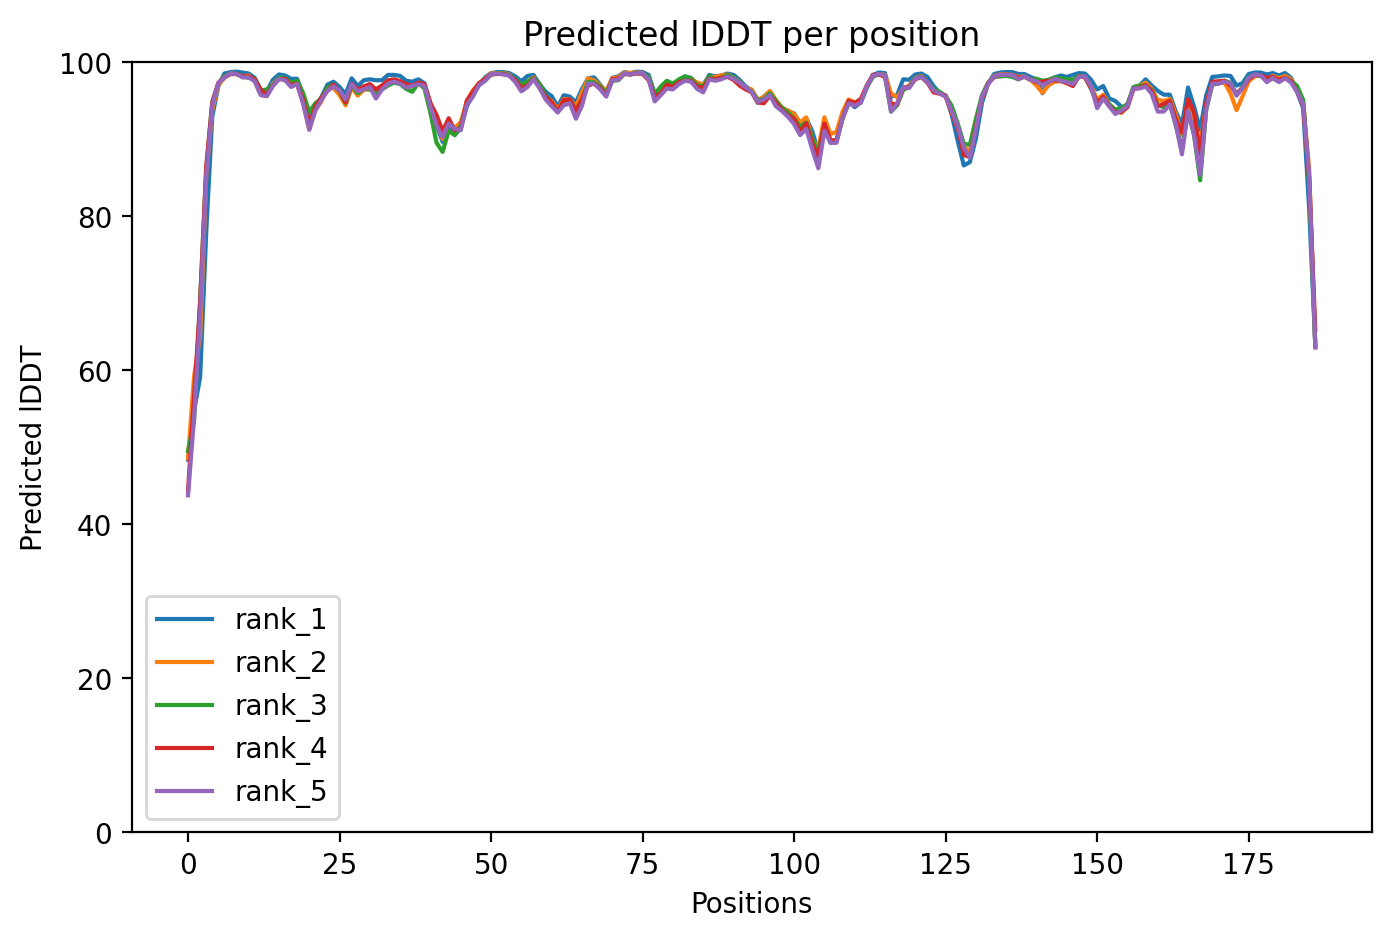 Predicted lDDT per position
100
80
60
40
20
0
Predicted lDDT
rank_1
rank_2
rank_3
rank_4
rank_5
0 25 50 75 100 125 150 175
Positions